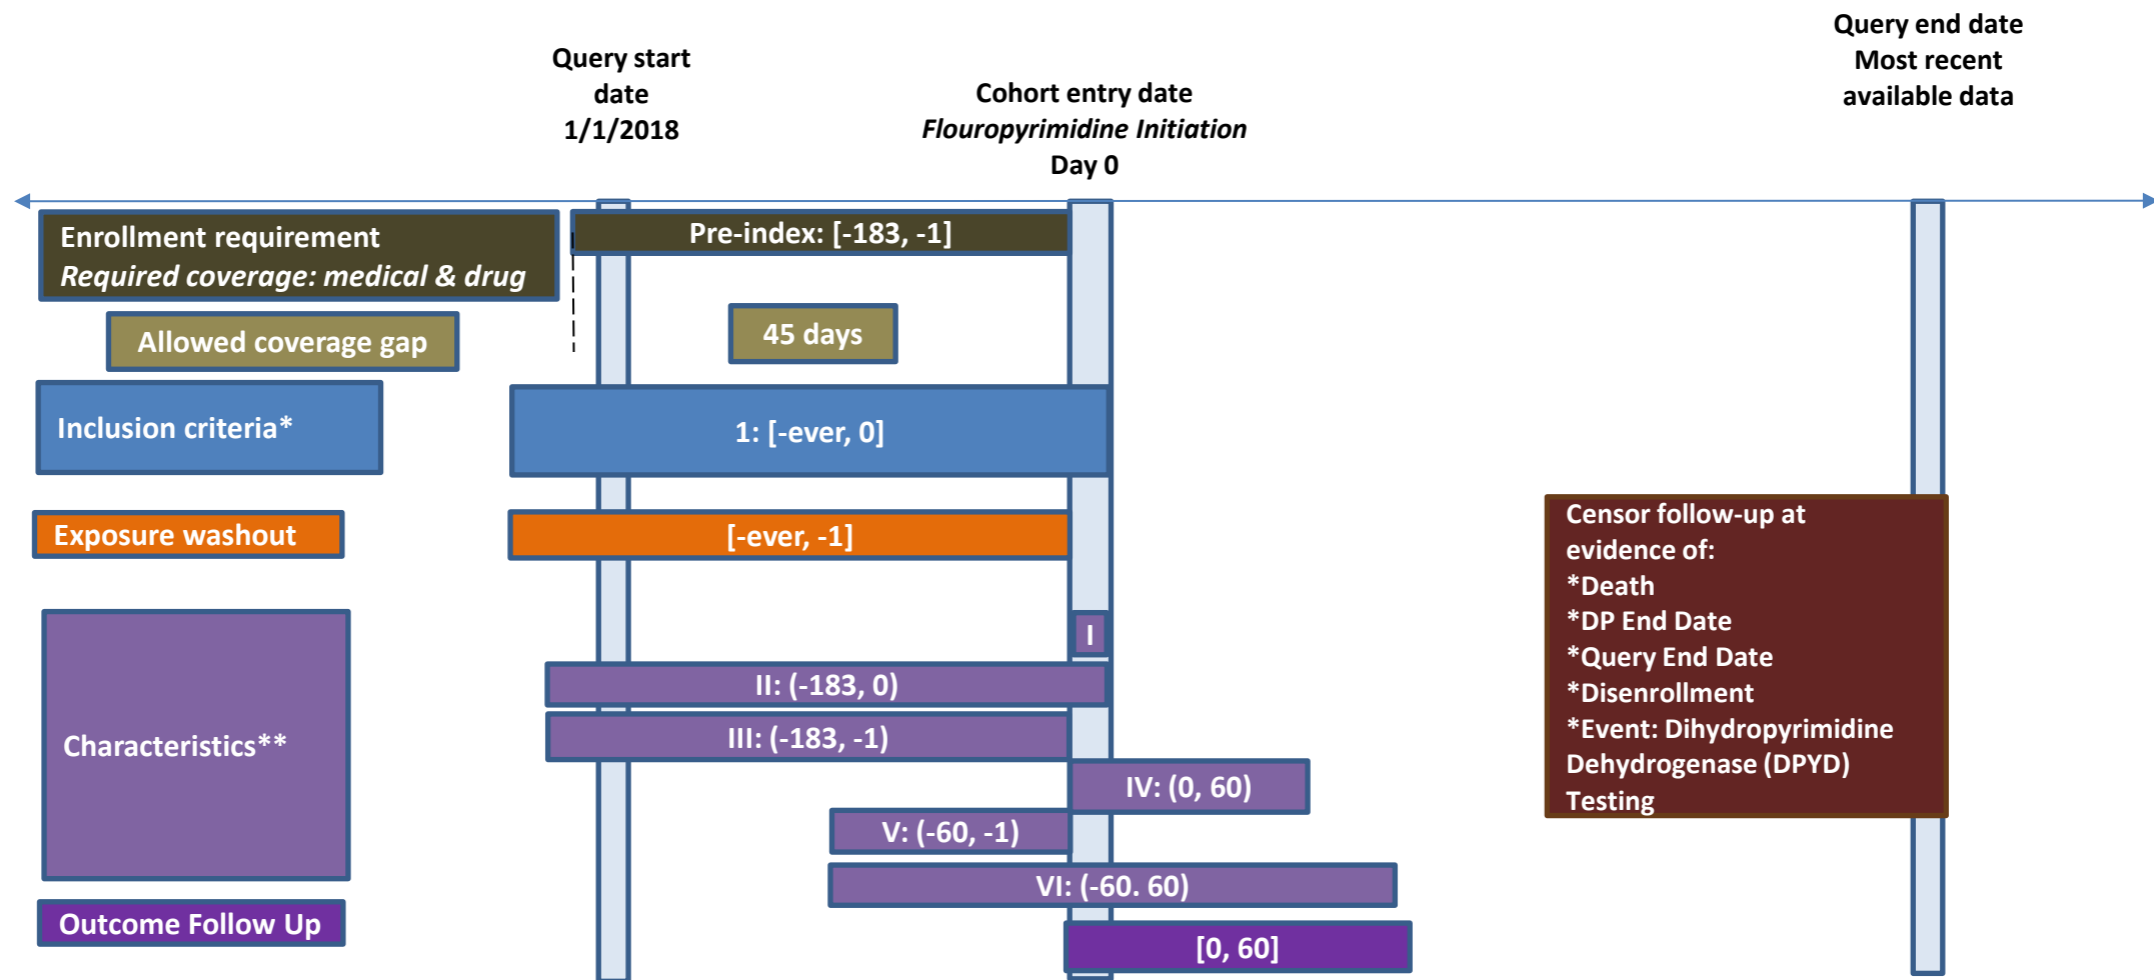 Query start
date
1/1/2018
Cohort entry date
Flouropyrimidine Initiation
Day 0
Query end date
Most recent
available data
Enrollment requirement
Required coverage: medical & drug
Pre-index: [-183, -1]
Allowed coverage gap
45 days
Inclusion criteria*
1: [-ever, 0]
Exposure washout
[-ever, -1]
Characteristics**
I
II: (-183, 0)
III: (-183, -1)
IV: (0, 60)
V: (-60, -1)
VI: (-60. 60)
Outcome Follow Up
[0, 60]
Censor follow-up at
evidence of:
*Death
*DP End Date
*Query End Date
*Disenrollment
*Event: Dihydropyrimidine
Dehydrogenase (DPYD)
Testing